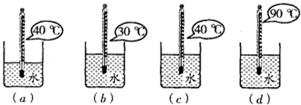 40℃ 30℃ 40℃ 90℃
水 水 水 水
(a) (b) (c) (d)